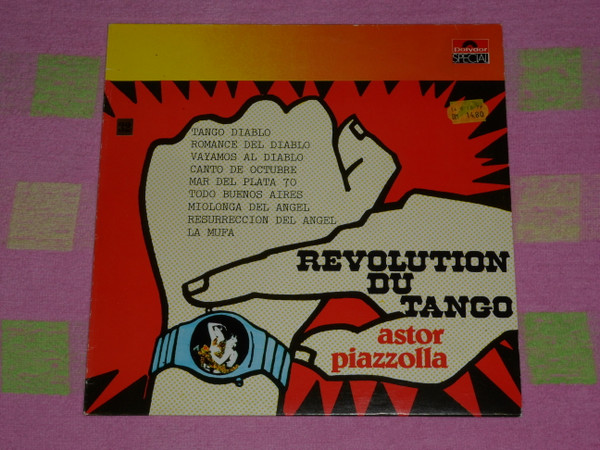 Polydor
SPECIAL
TANGO DIABLO
ROMANCE DEL DIABLO
VAYAMOS AL DIABLO
CANTO DE OCTUBRE
MAR DEL PLATA 70
TODO BUENOS AIRES
MIOLONGA DEL ANGEL
RESURRECCION DEL ANGEL
LA MUFA
REVOLUTION
DU
TANGO
astor
piazzolla